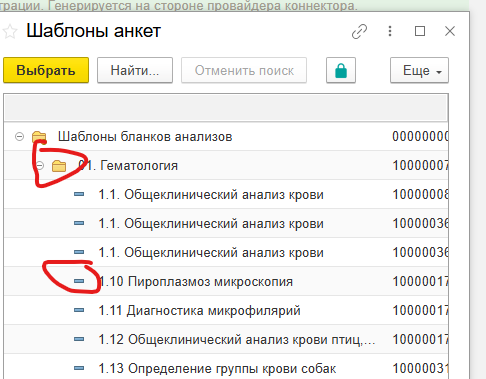 трации. Генерируется на стороне провайдера коннектора.
Шаблоны анкет
Выбрать Найти... Отменить поиск Еще
Шаблоны бланков анализов 00000000
01. Гематология 10000007
1.1. Общеклинический анализ крови 10000008
1.1. Общеклинический анализ крови 10000036
1.1. Общеклинический анализ крови 10000036
1.10 Пироплазмоз микроскопия 10000017
1.11 Диагностика микрофилярий 10000017
1.12 Общеклинический анализ крови птиц,... 10000017
1.13 Определение группы крови собак 10000031